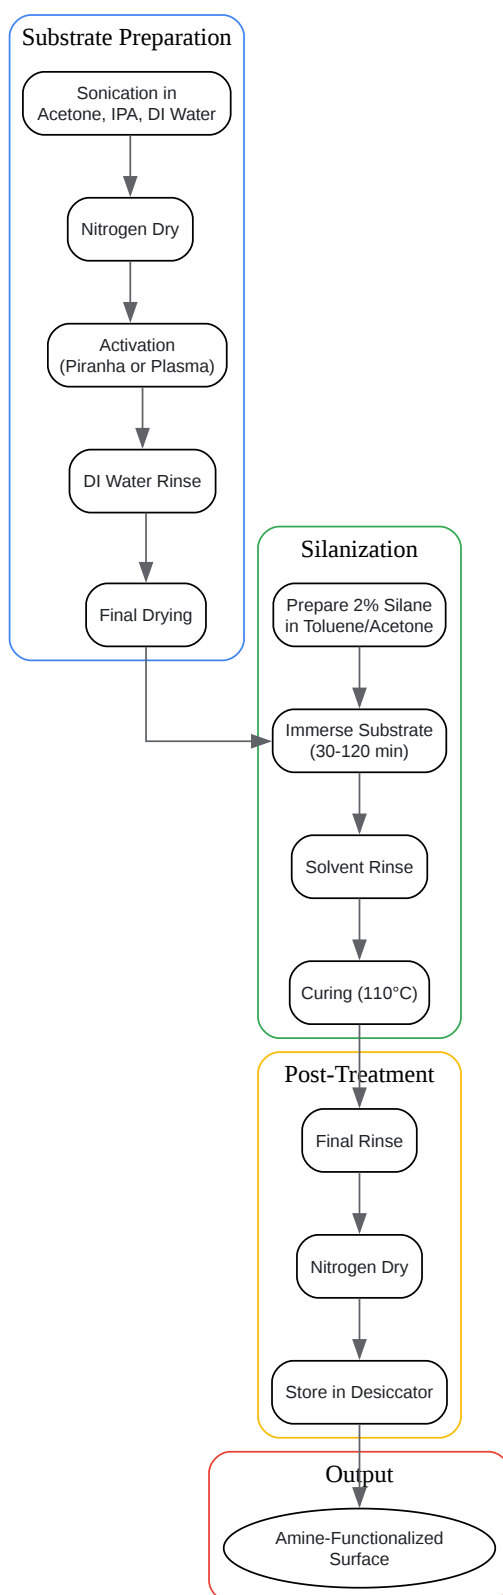 Substrate Preparation
Sonication in
Acetone, IPA, DI Water
Nitrogen Dry
Activation
(Piranha or Plasma)
DI Water Rinse
Final Drying
Silanization
Prepare 2% Silane
in Toluene/Acetone
Immerse Substrate
(30-120 min)
Solvent Rinse
Curing (110°C)
Post-Treatment
Final Rinse
Nitrogen Dry
Store in Desiccator
Output
Amine-Functionalized
Surface